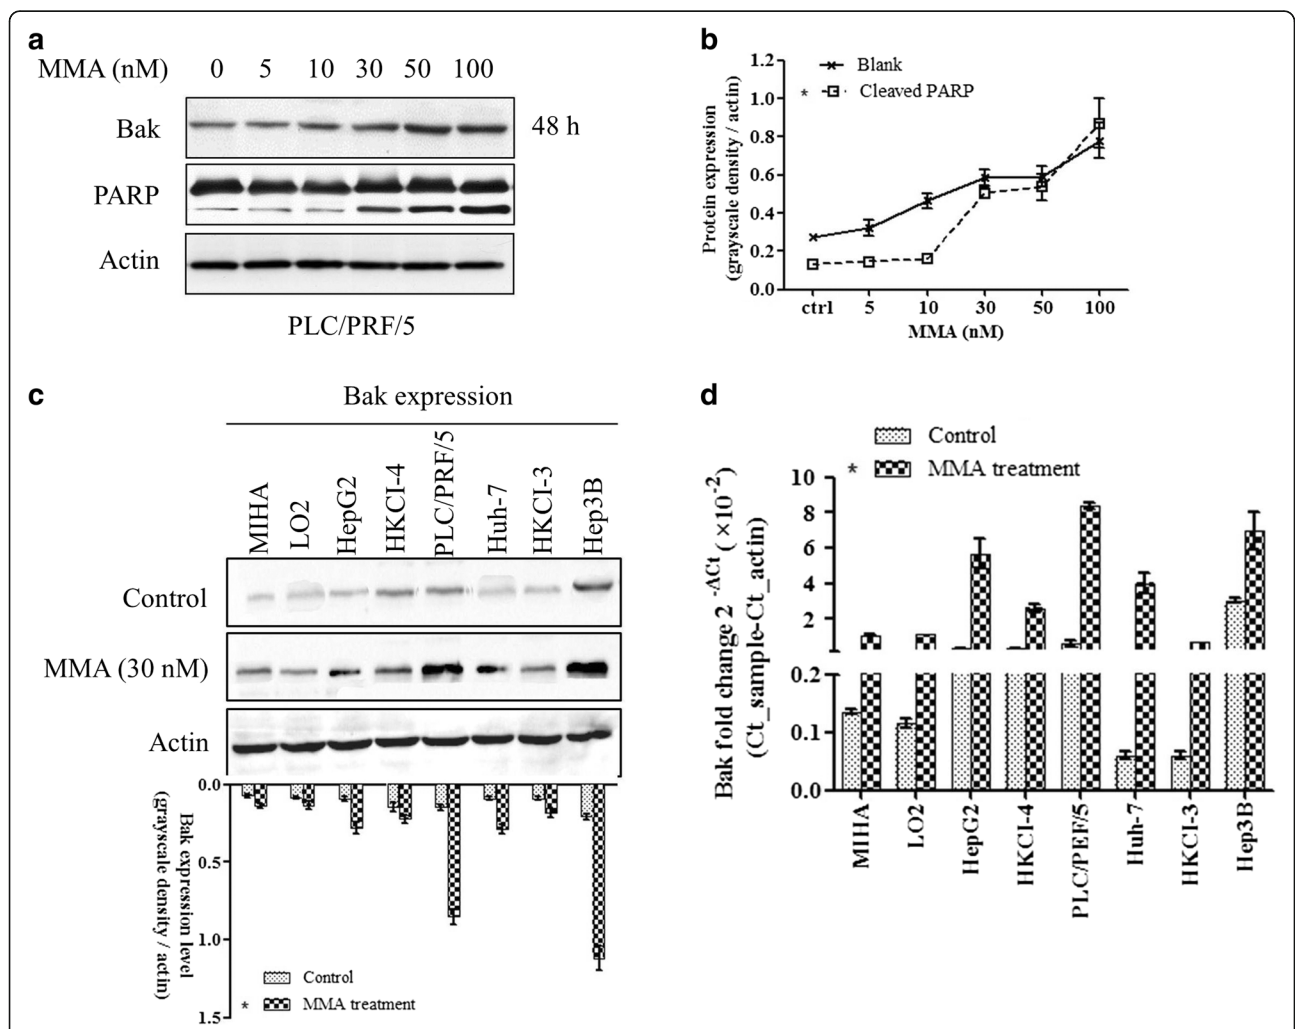 a
MMA (nM) 0 5 10 30 50 100
Bak
48 h
PARP
Actin
PLC/PRF/5
b
Blank
* Cleaved PARP
Protein expression
(grayscale density / actin)
1.2
1.0
0.8
0.6
0.4
0.2
0.0
ctrl 5 10 30 50 100
MMA (nM)
c
Bak expression
MIHA LO2 HepG2 HKCI-4 PLC/PRF/5 Huh-7 HKCI-3 Hep3B
Control
MMA (30 nM)
Actin
0.0
0.5
1.0
1.5
Bak expression level
(grayscale density / actin)
Control
* MMA treatment
d
Control
* MMA treatment
Bak fold change 2 -ΔCt (×10-2)
(Ct_sample-Ct_actin)
10
8
6
4
2
0.2
0.1
0.0
MIHA LO2 HepG2 HKCI-4 PLC/PEF/5 Huh-7 HKCI-3 Hep3B